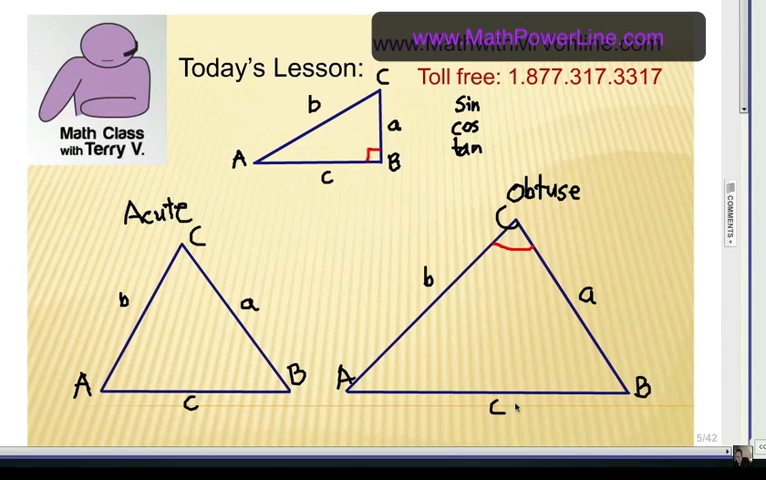 www.MathPowerLine.com
Today's Lesson:
Toll free: 1.877.317.3317
Math Class
with Terry V.
C
b
a
A
B
c
Sin
cos
tan
Acute
C
b
a
A
B
c
Obtuse
C
b
a
A
B
c
COMMENTS
5/42